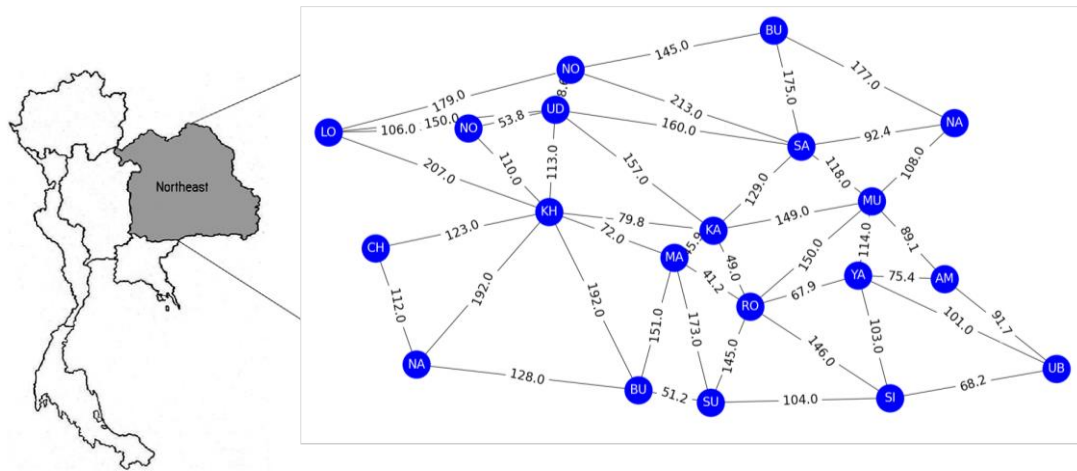 Northeast
BU
145.0
NO
179.0
175.0
177.0
213.0
UD
LO
106.0
150.0
NO
53.8
160.0
NA
92.4
SA
110.0
113.0
157.0
118.0
108.0
207.0
129.0
MU
KH
79.8
KA
149.0
72.0
123.0
CH
MA
89.1
114.0
150.0
49.0
41.2
YA
75.4
AM
67.9
RO
192.0
192.0
112.0
101.0
91.7
151.0
173.0
145.0
146.0
103.0
NA
128.0
UB
68.2
BU
51.2
SU
104.0
SI